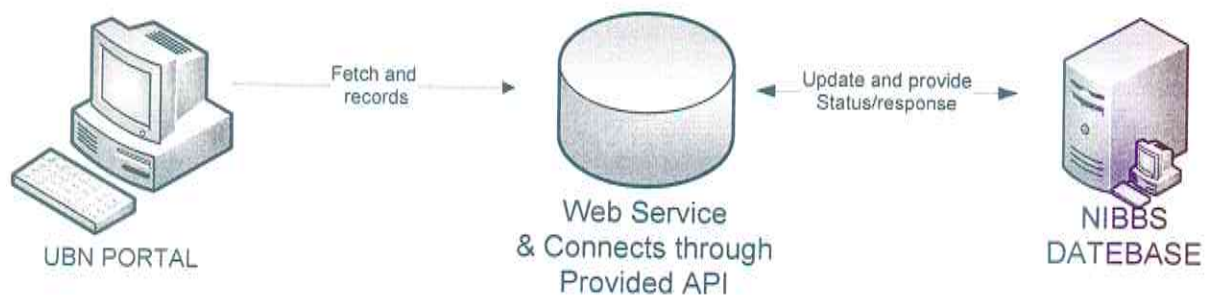 Fetch and
records
Update and provide
Status/response
UBN PORTAL
Web Service
& Connects through
Provided API
NIBBS
DATEBASE